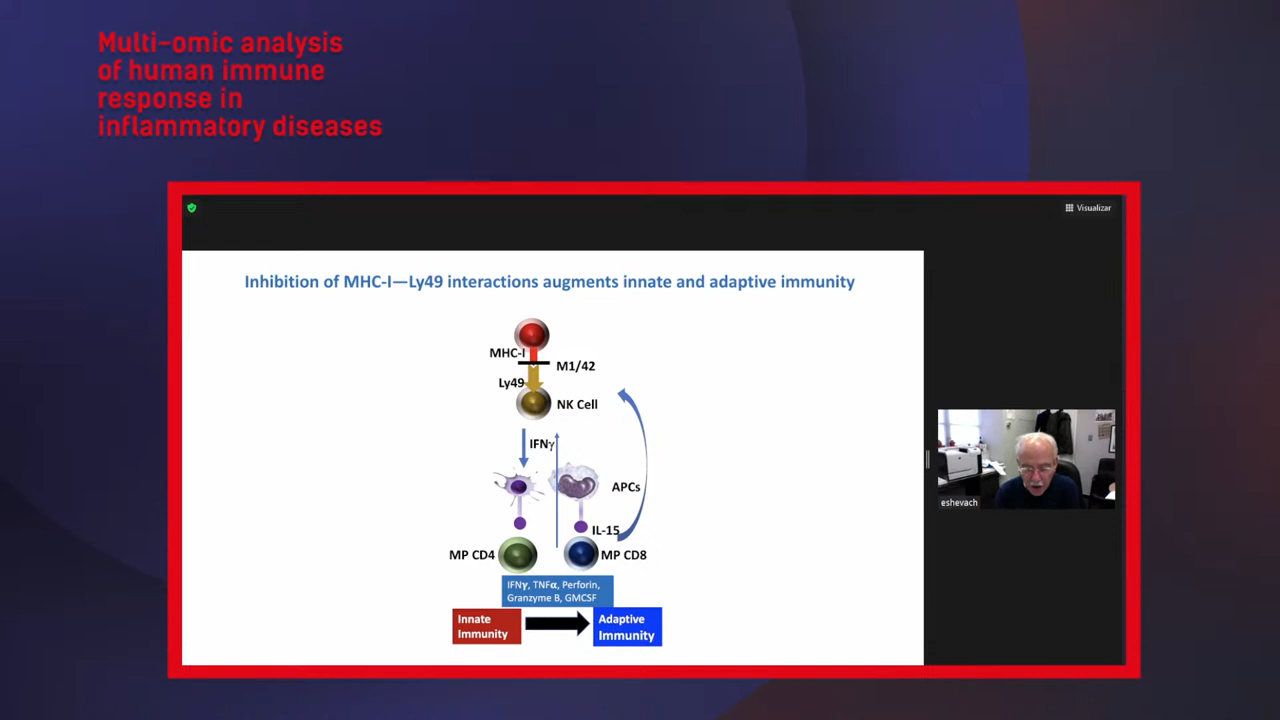 Multi-omic analysis
of human immune
response in
inflammatory diseases
Visualizar
Inhibition of MHC-I—Ly49 interactions augments innate and adaptive immunity
MHC-I
M1/42
Ly49
NK Cell
IFNγ
APCs
IL-15
MP CD4
MP CD8
IFNγ, TNFα, Perforin,
Granzyme B, GMCSF
Innate
Immunity
Adaptive
Immunity
eshevach